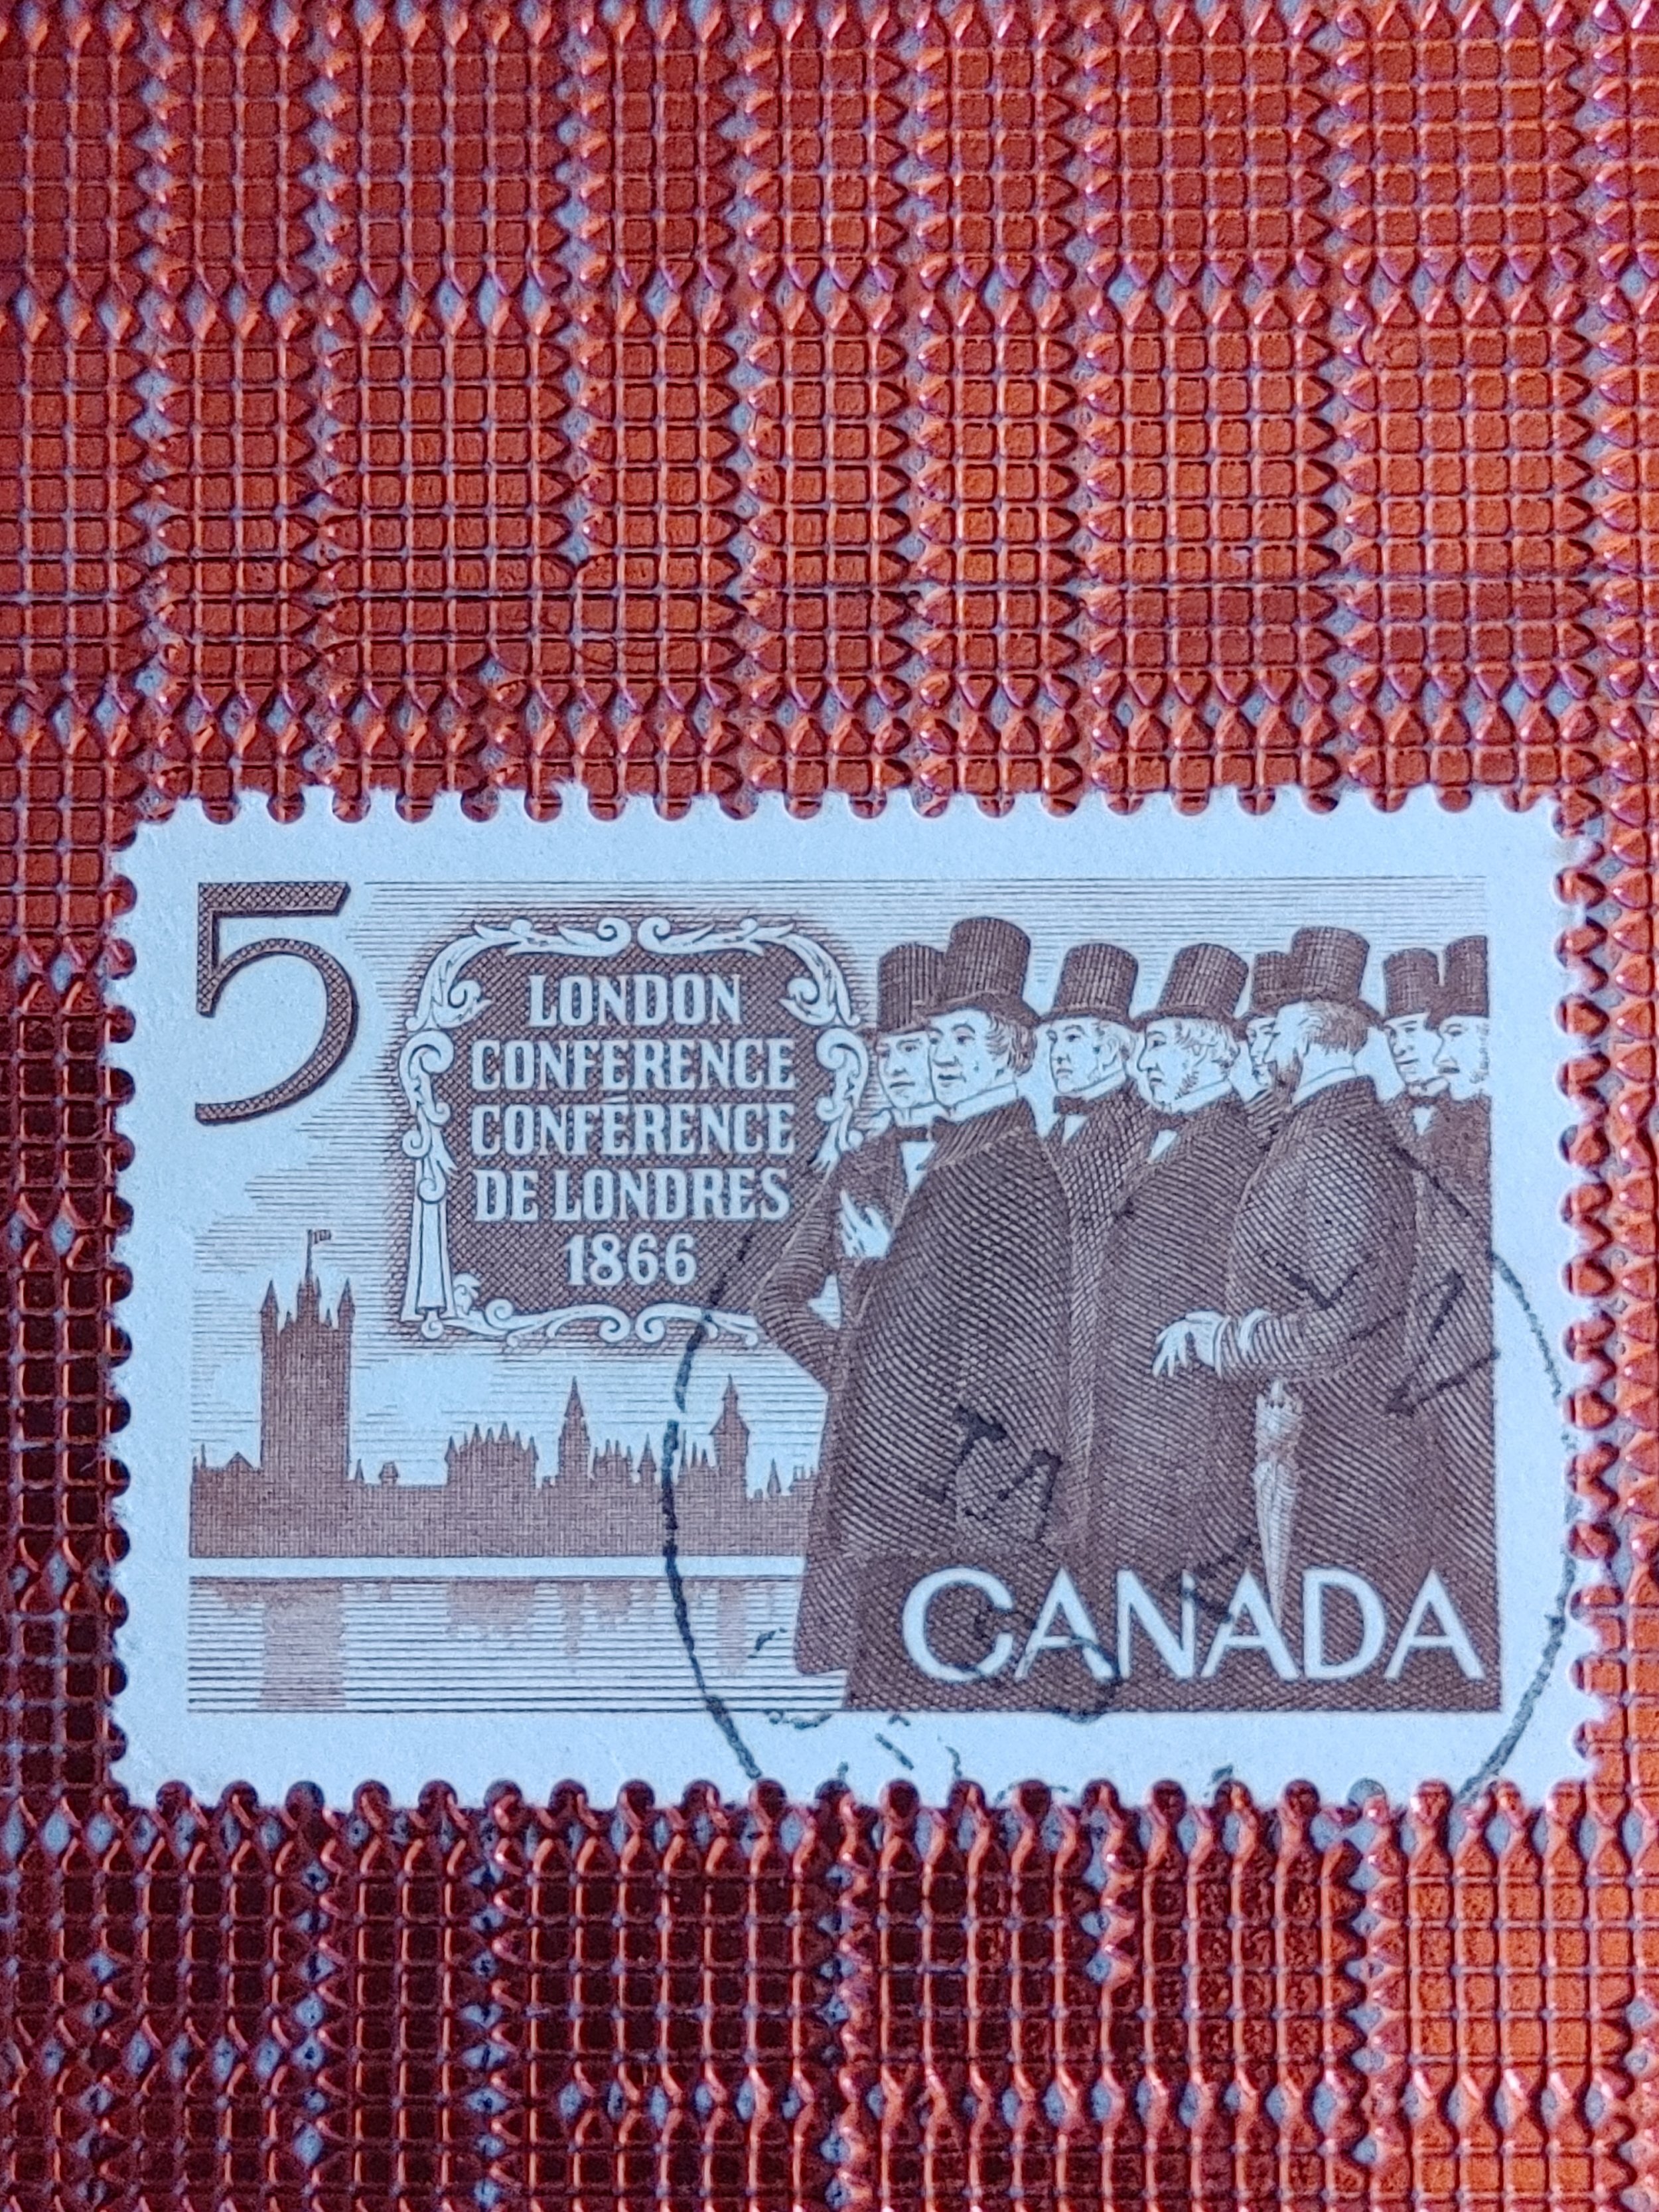 5
LONDON
CONFERENCE
CONFÉRENCE
DE LONDRES
1866
CANADA